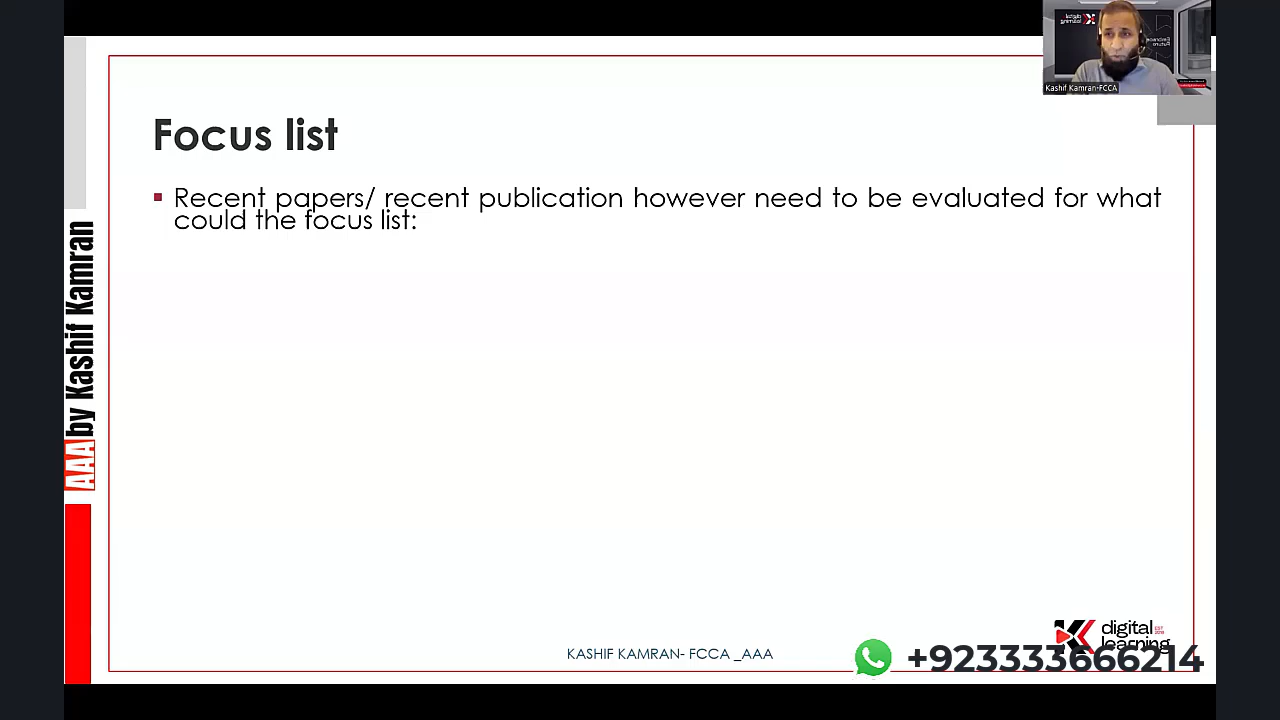 Kashif Kamran-FCCA
Focus list
Recent papers/ recent publication however need to be evaluated for what
could the focus list:
AAA by Kashif Kamran
KASHIF KAMRAN- FCCA _AAA
digital
learning
+923333666214